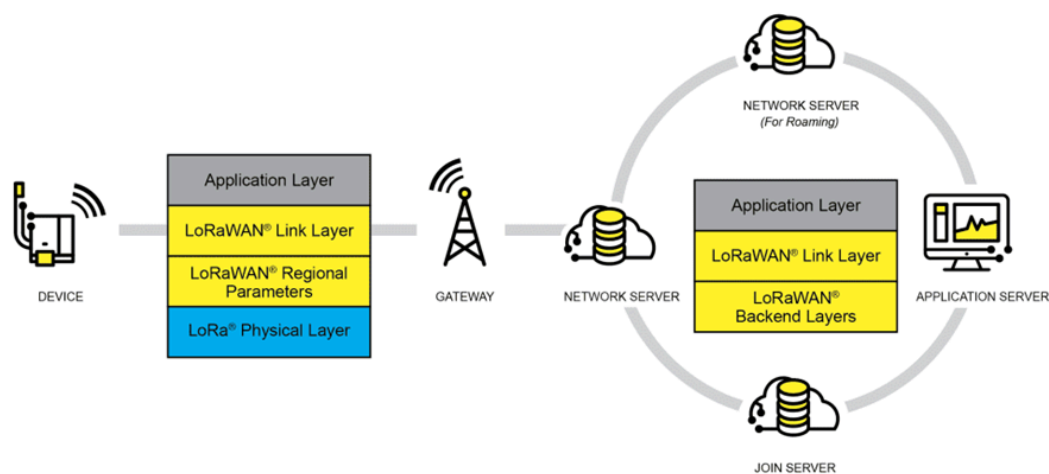 NETWORK SERVER
(For Roaming)
Application Layer
LoRaWAN® Link Layer
LoRaWAN® Regional
Parameters
LoRa® Physical Layer
Application Layer
LoRaWAN® Link Layer
LoRaWAN®
Backend Layers
DEVICE
GATEWAY
NETWORK SERVER
APPLICATION SERVER
JOIN SERVER